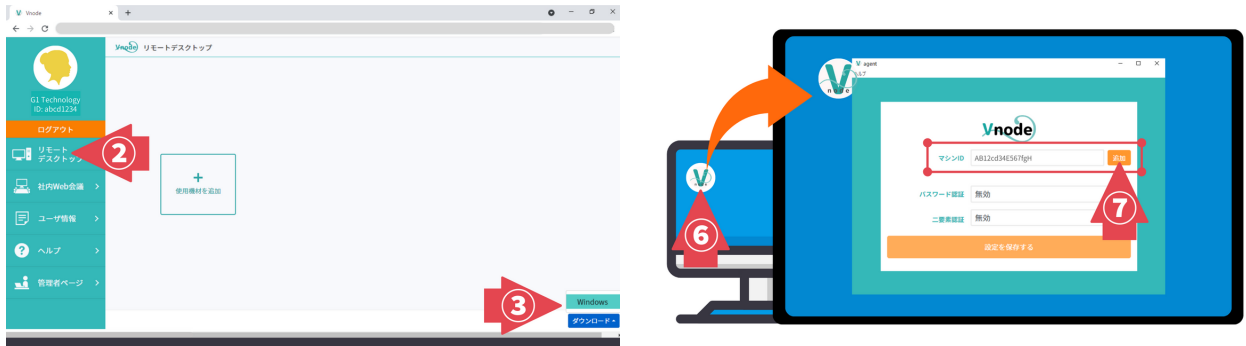 Vnode
Vnode リモートデスクトップ
G1 Technology
ID: abcd1234
ログアウト
リモート
デスクトップ
②
社内Web会議
ユーザ情報
ヘルプ
管理者ページ
使用機材を追加
③
Windows
ダウンロード
V
node
⑥
V
node
V agent
ヘルプ
Vnode
マシンID AB12cd34E567fgH 追加
パスワード認証 無効
二要素認証 無効
⑦
設定を保存する